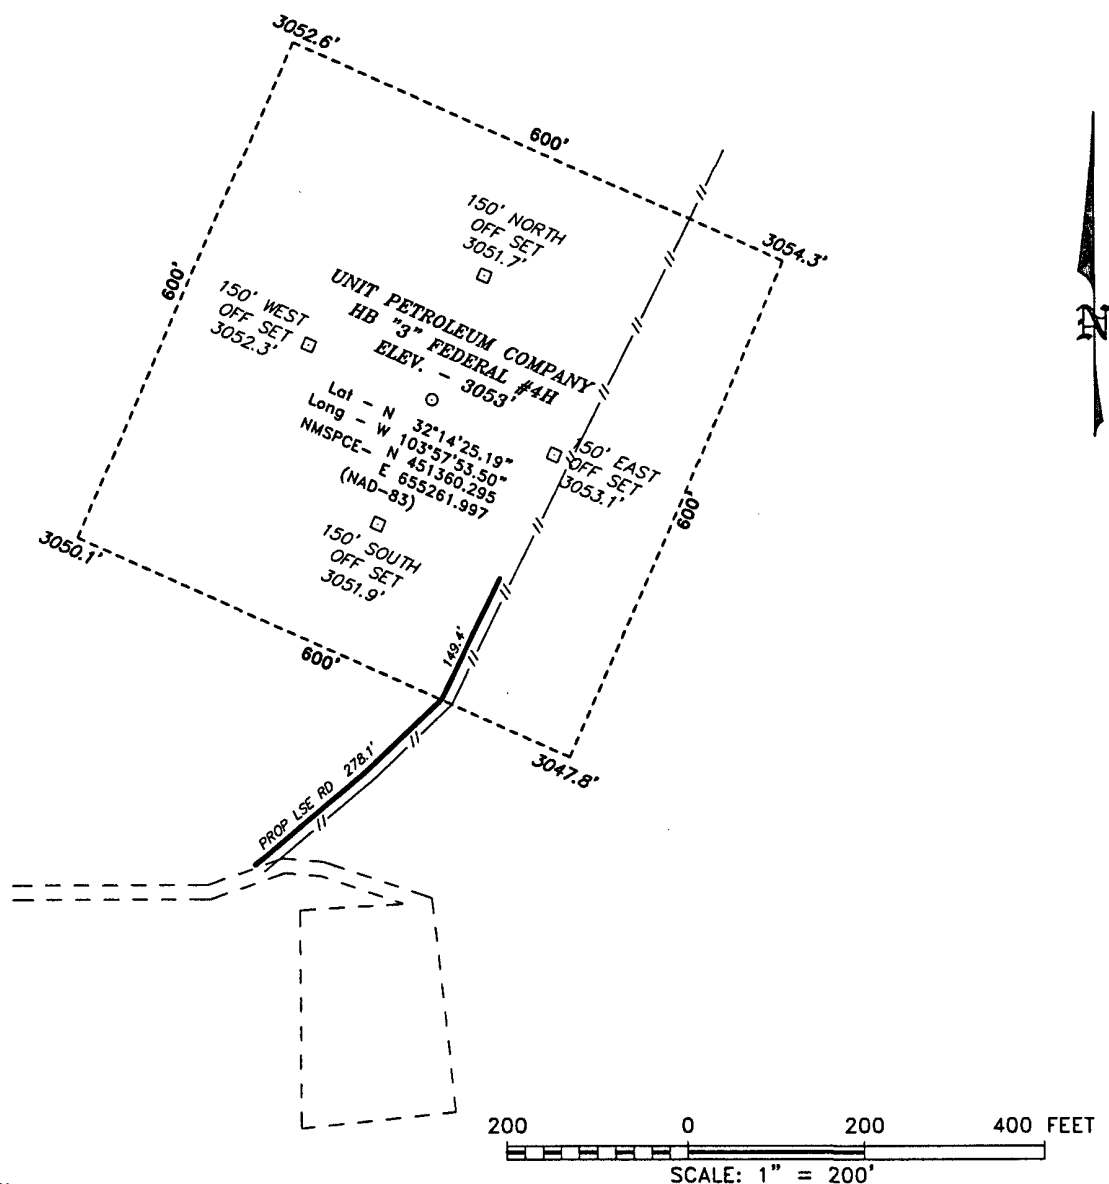 3052.6'
600'
150' NORTH
OFF SET
3051.7'
3054.3'
600'
150' WEST
OFF SET
3052.3'
UNIT PETROLEUM COMPANY
HB "3" FEDERAL #4H
ELEV. - 3053'
Lat - N 32°14'25.19"
Long - W 103°57'53.50"
NMSPCE- N 451360.295
E 655261.997
(NAD-83)
150' EAST
OFF SET
3053.1'
600'
3050.1'
150' SOUTH
OFF SET
3051.9'
600'
149.4'
3047.8'
PROP LSE RD 278.1'
N
200 0 200 400 FEET
SCALE: 1" = 200'